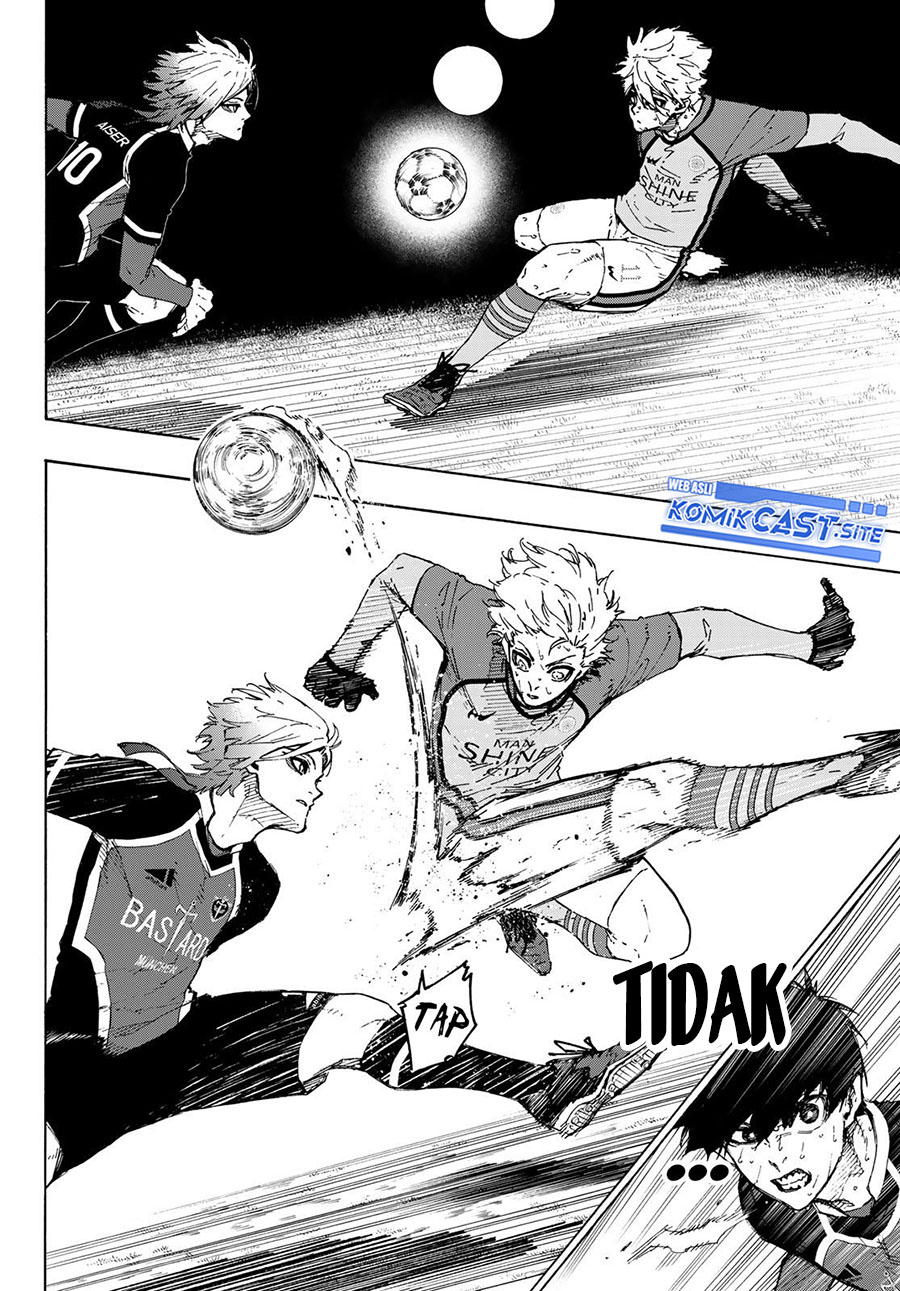 AISER
10
MAN
SHINE
CITY
WEB ASLI
KOMIKCAST.SITE
MAN
SHINE
CITY
BASTARD
MÜNCHEN
TAP
TIDAK
...